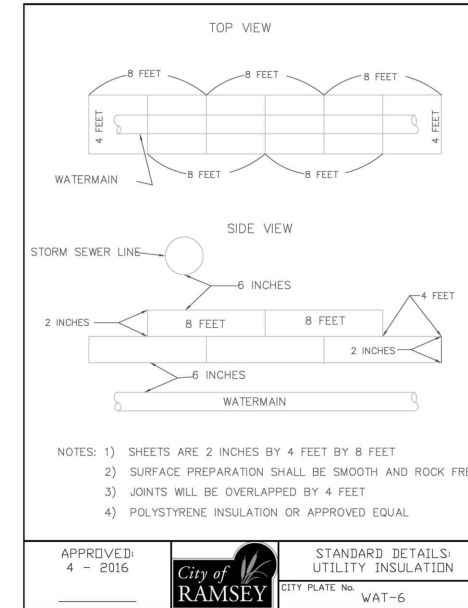 TOP VIEW
8 FEET 8 FEET 8 FEET
4 FEET 4 FEET
WATERMAIN
8 FEET 8 FEET
SIDE VIEW
STORM SEWER LINE
6 INCHES
4 FEET
2 INCHES 8 FEET 8 FEET
2 INCHES
6 INCHES
WATERMAIN
NOTES: 1) SHEETS ARE 2 INCHES BY 4 FEET BY 8 FEET
2) SURFACE PREPARATION SHALL BE SMOOTH AND ROCK FRE
3) JOINTS WILL BE OVERLAPPED BY 4 FEET
4) POLYSTYRENE INSULATION OR APPROVED EQUAL
APPROVED:
4 - 2016
City of
RAMSEY
STANDARD DETAILS:
UTILITY INSULATION
CITY PLATE No.
WAT-6